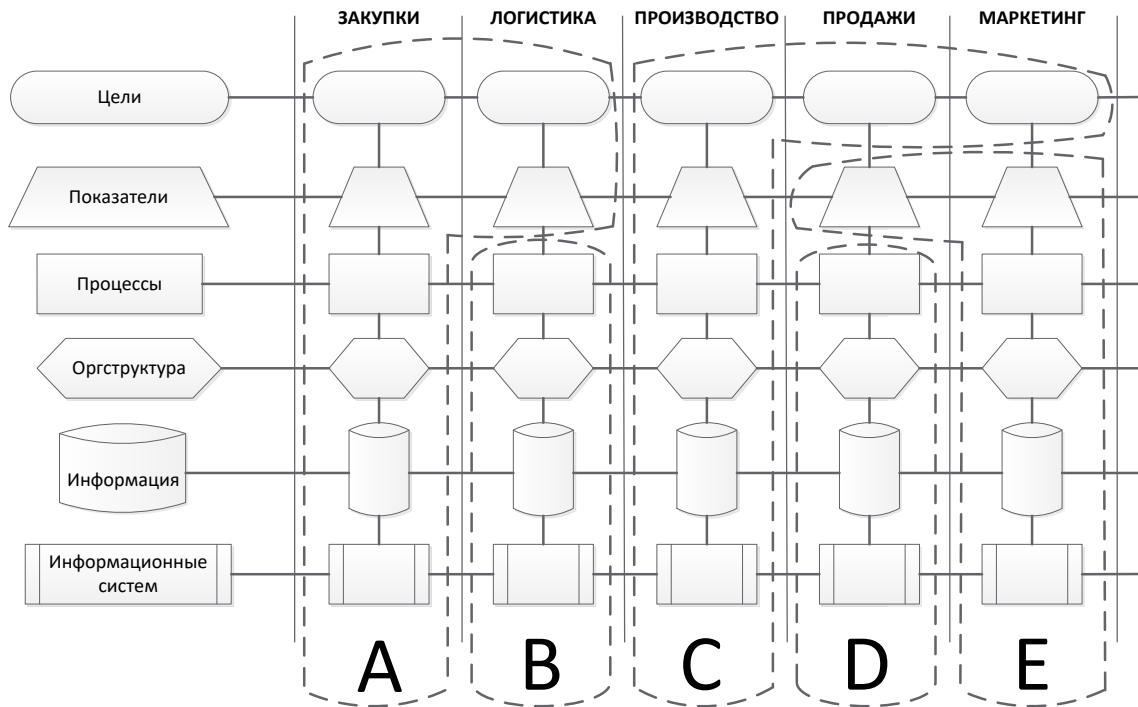 ЗАКУПКИ
ЛОГИСТИКА
ПРОИЗВОДСТВО
ПРОДАЖИ
МАРКЕТИНГ
Цели
Показатели
Процессы
Оргструктура
Информация
Информационные
систем
A
B
C
D
E